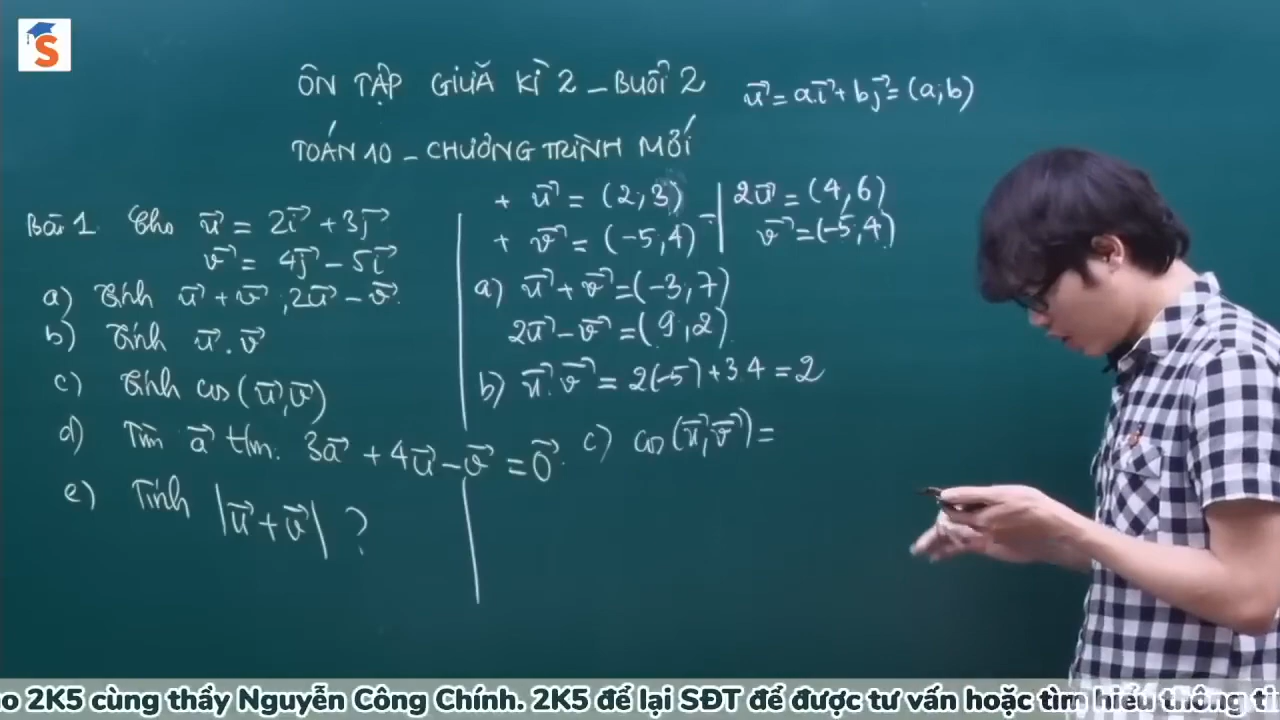 S
ÔN TẬP GIỮA KÌ 2 - BUỔI 2
TOÁN 10 - CHƯƠNG TRÌNH MỚI
u⃗ = a.i⃗ + bj⃗ = (a;b)
Bài 1. Cho u⃗ = 2i⃗ + 3j⃗
v⃗ = 4j⃗ - 5i⃗
a) Tính u⃗ + v⃗, 2u⃗ - v⃗.
b) Tính u⃗.v⃗
c) Tính cos(u⃗,v⃗)
d) Tìm a⃗ t/m. 3a⃗ + 4u⃗ - v⃗ = 0⃗.
e) Tính |u⃗ + v⃗| ?
+ u⃗ = (2;3)
+ v⃗ = (-5,4)
2u⃗ = (4,6)
v⃗ = (-5,4)
a) u⃗ + v⃗ = (-3,7)
2u⃗ - v⃗ = (9,2)
b) u⃗.v⃗ = 2(-5) + 3.4 = 2
c) cos(u⃗,v⃗) =
2K5 cùng thầy Nguyễn Công Chính. 2K5 để lại SĐT để được tư vấn hoặc tìm hiểu thông ti